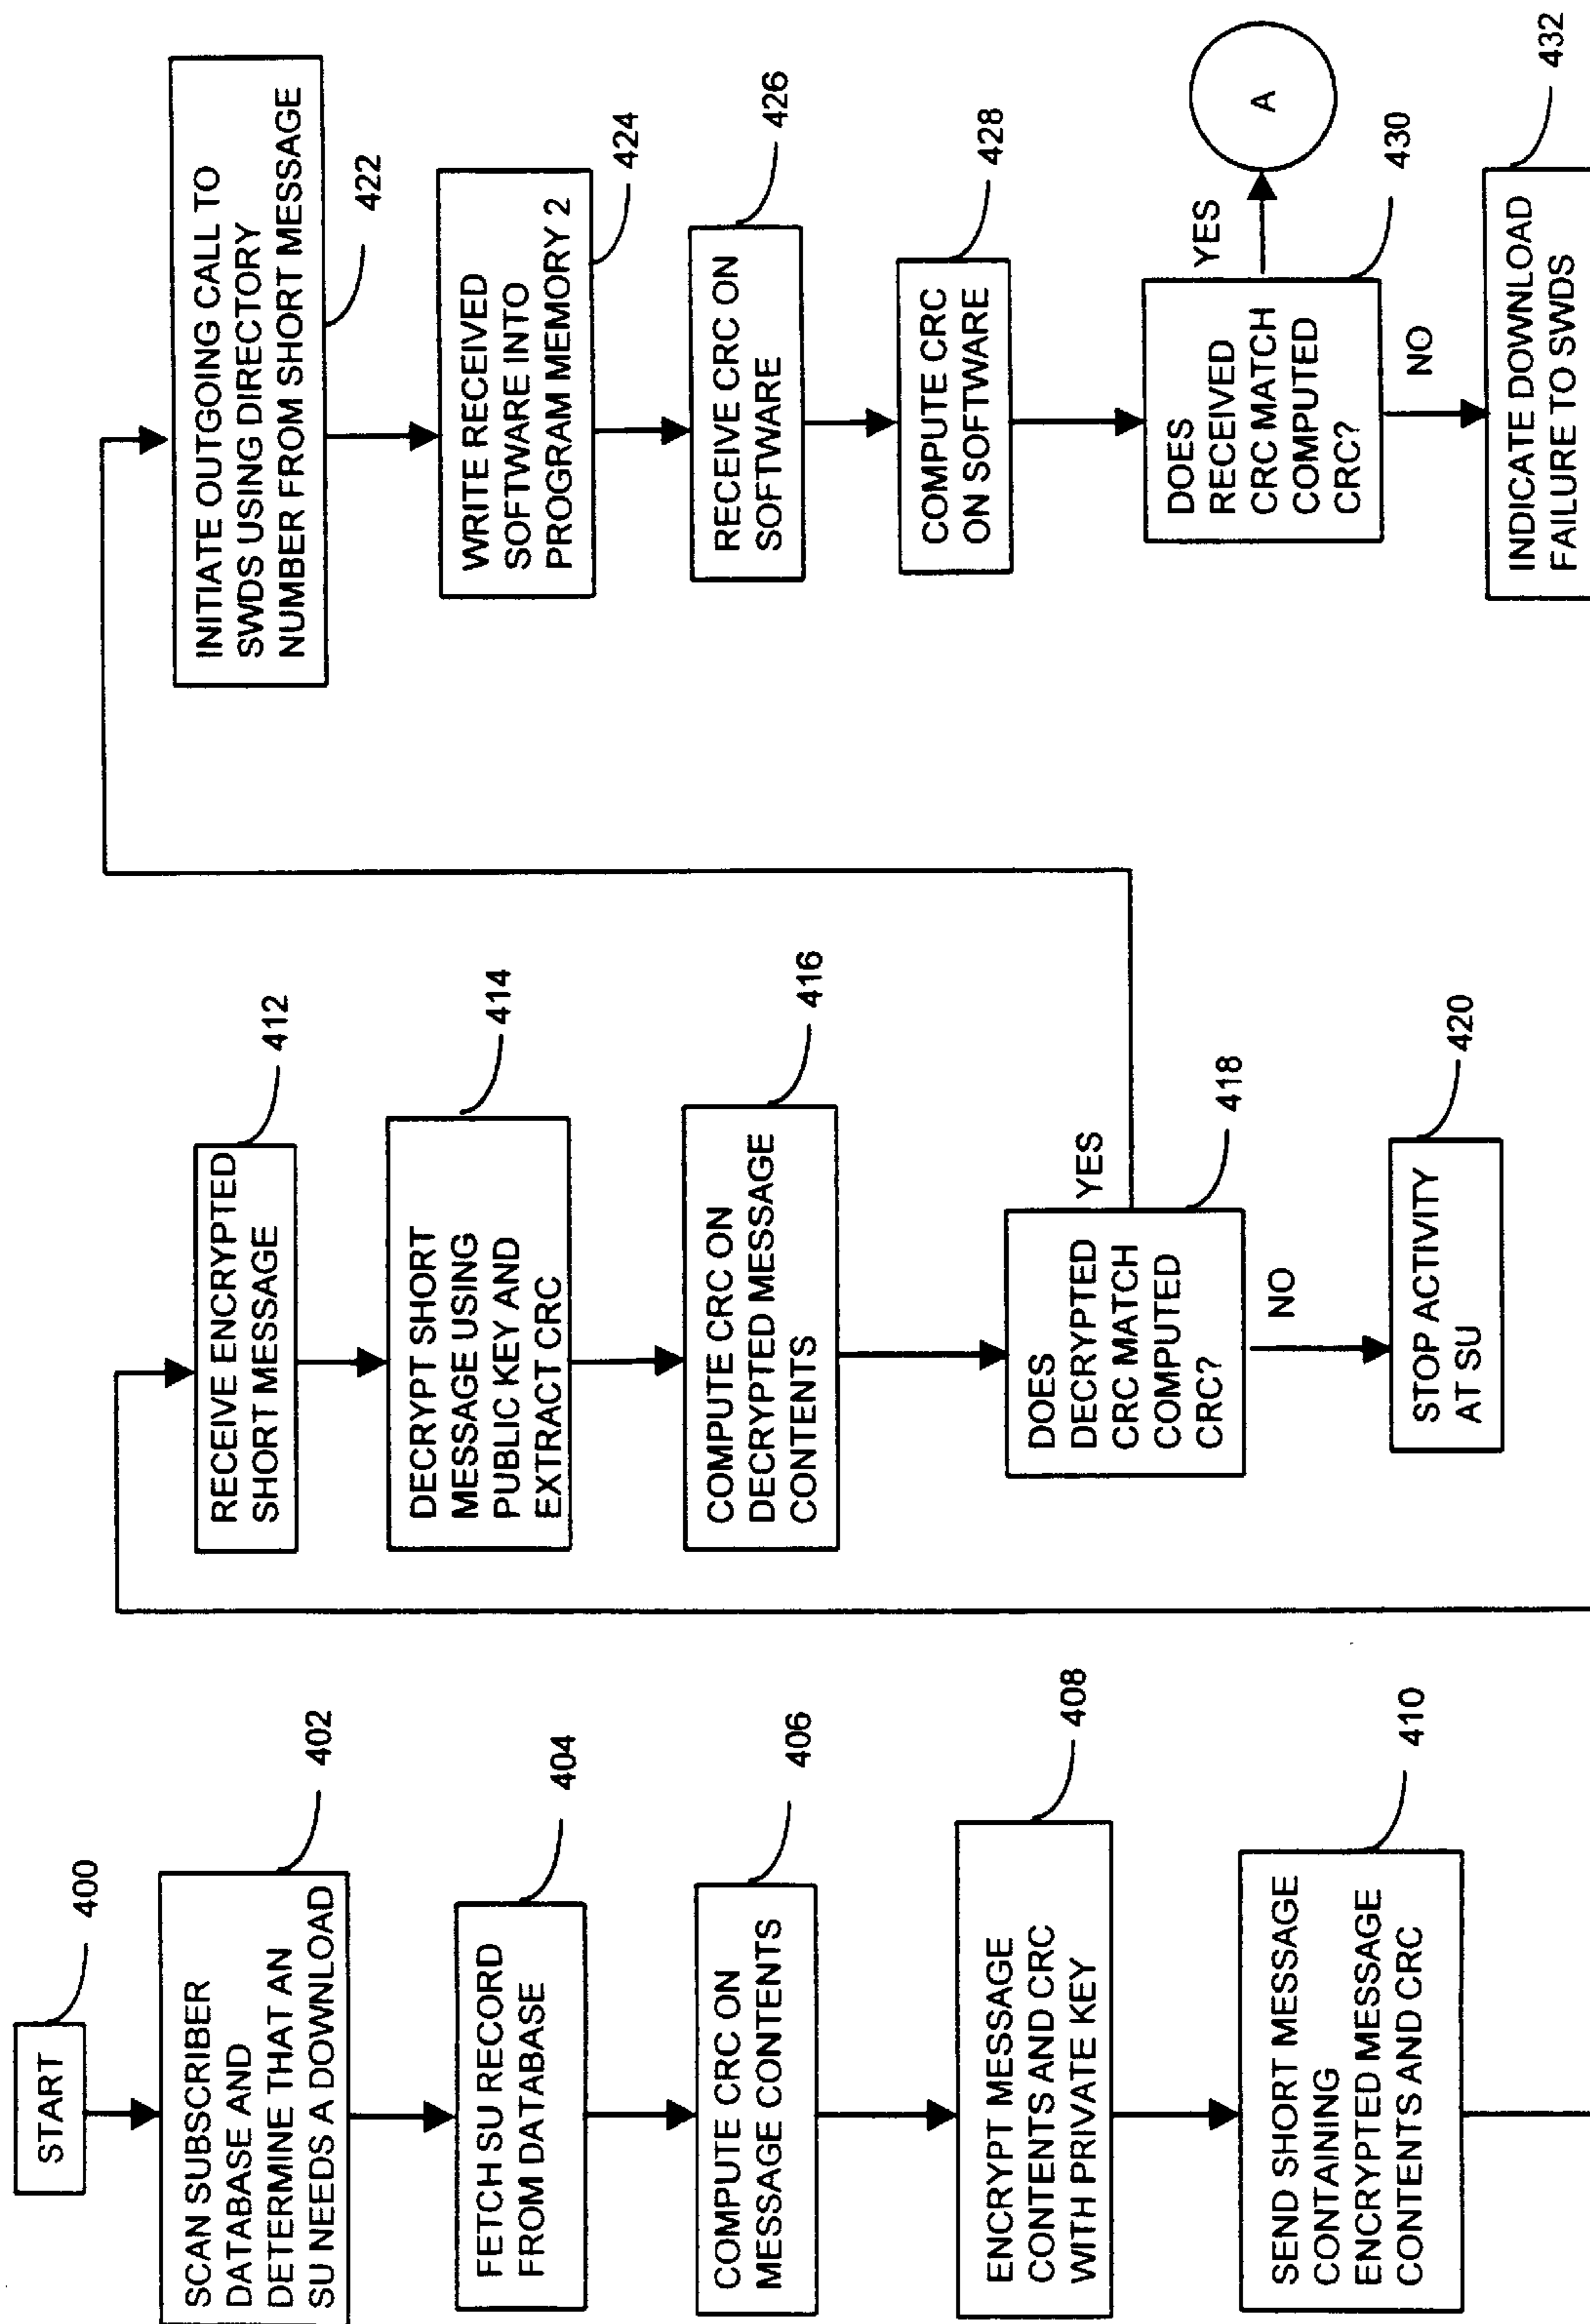 START
400
SCAN SUBSCRIBER
DATABASE AND
DETERMINE THAT AN
SU NEEDS A DOWNLOAD
402
FETCH SU RECORD
FROM DATABASE
404
COMPUTE CRC ON
MESSAGE CONTENTS
406
ENCRYPT MESSAGE
CONTENTS AND CRC
WITH PRIVATE KEY
408
SEND SHORT MESSAGE
CONTAINING
ENCRYPTED MESSAGE
CONTENTS AND CRC
410
RECEIVE ENCRYPTED
SHORT MESSAGE
412
DECRYPT SHORT
MESSAGE USING
PUBLIC KEY AND
EXTRACT CRC
414
COMPUTE CRC ON
DECRYPTED MESSAGE
CONTENTS
416
DOES
DECRYPTED
CRC MATCH
COMPUTED
CRC?
YES
418
NO
STOP ACTIVITY
AT SU
420
INITIATE OUTGOING CALL TO
SWDS USING DIRECTORY
NUMBER FROM SHORT MESSAGE
422
WRITE RECEIVED
SOFTWARE INTO
PROGRAM MEMORY 2
424
RECEIVE CRC ON
SOFTWARE
426
COMPUTE CRC
ON SOFTWARE
428
DOES
RECEIVED
CRC MATCH
COMPUTED
CRC?
YES
A
430
NO
INDICATE DOWNLOAD
FAILURE TO SWDS
432